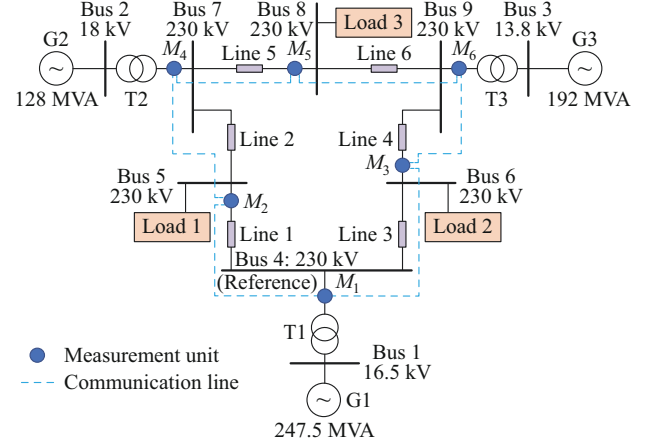 Bus 2
18 kV
Bus 7
230 kV
Bus 8
230 kV
Load 3
Bus 9
230 kV
Bus 3
13.8 kV
G2
M4
Line 5
M5
Line 6
M6
G3
~
~
128 MVA
T2
T3
192 MVA
Line 2
Line 4
M3
Bus 5
230 kV
Bus 6
230 kV
M2
Load 1
Load 2
Line 1
Line 3
Bus 4: 230 kV
(Reference)
M1
T1
Measurement unit
Communication line
Bus 1
16.5 kV
~
G1
247.5 MVA